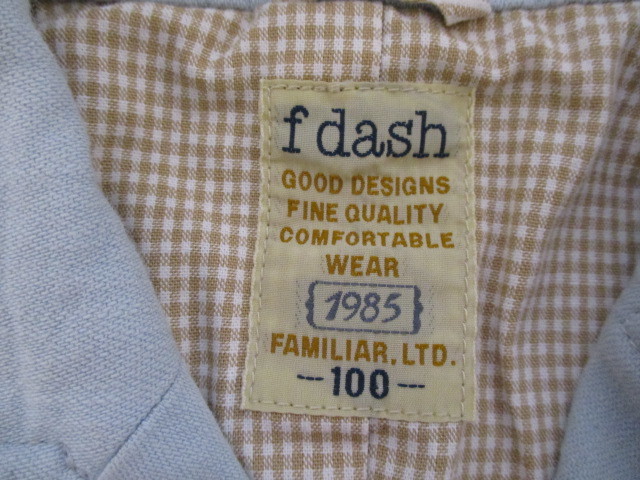 f dash
GOOD DESIGNS
FINE QUALITY
COMFORTABLE
WEAR
1985
FAMILIAR, LTD.
--100--